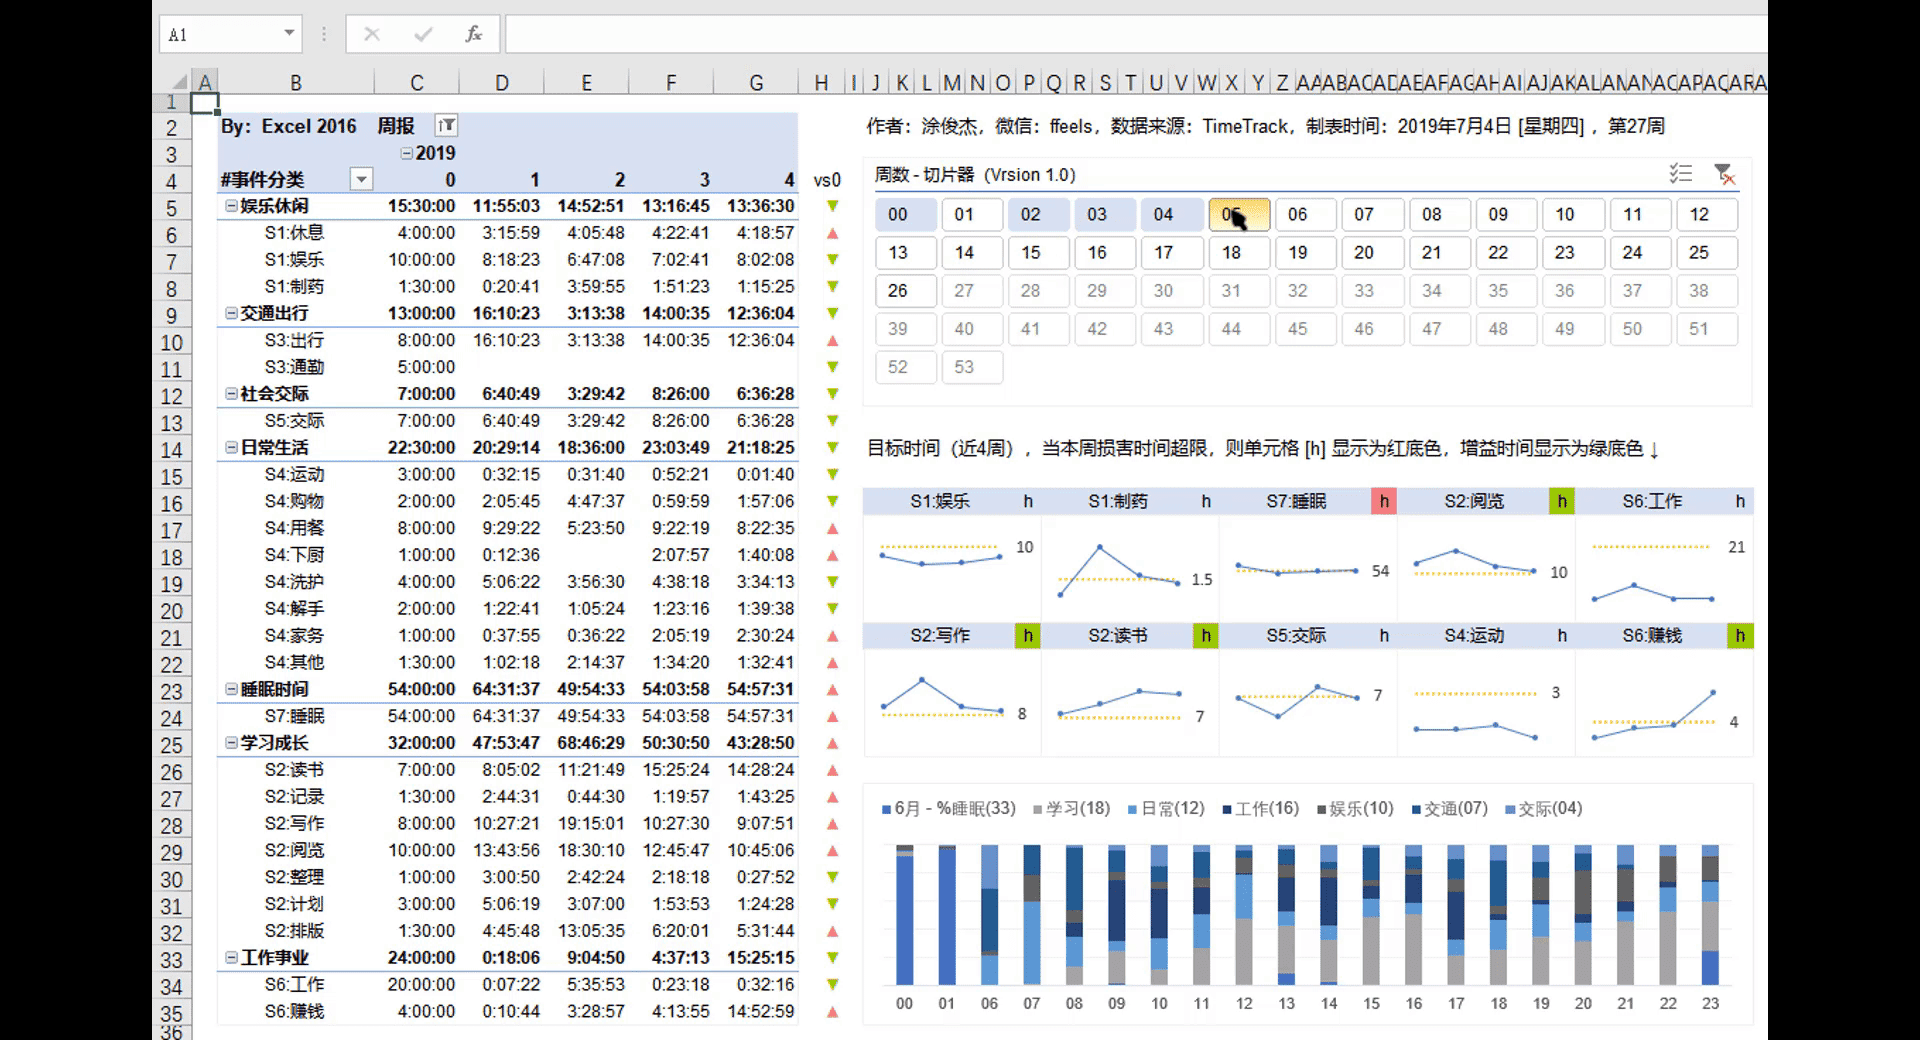 A1 fx
A B C D E F G H I J K L M N O P Q R S T U V W X Y Z AA AB AC AD AE AF AG AH AI AJ AK AL AM AN AO AP AQ AR A
1
2 By：Excel 2016 周报 作者：涂俊杰，微信：ffeels，数据来源：TimeTrack，制表时间：2019年7月4日 [星期四] ，第27周
3 2019
4 #事件分类 0 1 2 3 4 vs0
5 娱乐休闲 15:30:00 11:55:03 14:52:51 13:16:45 13:36:30
6 S1:休息 4:00:00 3:15:59 4:05:48 4:22:41 4:18:57
7 S1:娱乐 10:00:00 8:18:23 6:47:08 7:02:41 8:02:08
8 S1:制药 1:30:00 0:20:41 3:59:55 1:51:23 1:15:25
9 交通出行 13:00:00 16:10:23 3:13:38 14:00:35 12:36:04
10 S3:出行 8:00:00 16:10:23 3:13:38 14:00:35 12:36:04
11 S3:通勤 5:00:00
12 社会交际 7:00:00 6:40:49 3:29:42 8:26:00 6:36:28
13 S5:交际 7:00:00 6:40:49 3:29:42 8:26:00 6:36:28
14 日常生活 22:30:00 20:29:14 18:36:00 23:03:49 21:18:25
15 S4:运动 3:00:00 0:32:15 0:31:40 0:52:21 0:01:40
16 S4:购物 2:00:00 2:05:45 4:47:37 0:59:59 1:57:06
17 S4:用餐 8:00:00 9:29:22 5:23:50 9:22:19 8:22:35
18 S4:下厨 1:00:00 0:12:36 2:07:57 1:40:08
19 S4:洗护 4:00:00 5:06:22 3:56:30 4:38:18 3:34:13
20 S4:解手 2:00:00 1:22:41 1:05:24 1:23:16 1:39:38
21 S4:家务 1:00:00 0:37:55 0:36:22 2:05:19 2:30:24
22 S4:其他 1:30:00 1:02:18 2:14:37 1:34:20 1:32:41
23 睡眠时间 54:00:00 64:31:37 49:54:33 54:03:58 54:57:31
24 S7:睡眠 54:00:00 64:31:37 49:54:33 54:03:58 54:57:31
25 学习成长 32:00:00 47:53:47 68:46:29 50:30:50 43:28:50
26 S2:读书 7:00:00 8:05:02 11:21:49 15:25:24 14:28:24
27 S2:记录 1:30:00 2:44:31 0:44:30 1:19:57 1:43:25
28 S2:写作 8:00:00 10:27:21 19:15:01 10:27:30 9:07:51
29 S2:阅览 10:00:00 13:43:56 18:30:10 12:45:47 10:45:06
30 S2:整理 1:00:00 3:00:50 2:42:24 2:18:18 0:27:52
31 S2:计划 3:00:00 5:06:19 3:07:00 1:53:53 1:24:28
32 S2:排版 1:30:00 4:45:48 13:05:35 6:20:01 5:31:44
33 工作事业 24:00:00 0:18:06 9:04:50 4:37:13 15:25:15
34 S6:工作 20:00:00 0:07:22 5:35:53 0:23:18 0:32:16
35 S6:赚钱 4:00:00 0:10:44 3:28:57 4:13:55 14:52:59
36
周数 - 切片器（Vrsion 1.0）
00 01 02 03 04 05 06 07 08 09 10 11 12
13 14 15 16 17 18 19 20 21 22 23 24 25
26 27 28 29 30 31 32 33 34 35 36 37 38
39 40 41 42 43 44 45 46 47 48 49 50 51
52 53
目标时间（近4周），当本周损害时间超限，则单元格 [h] 显示为红底色，增益时间显示为绿底色 ↓
S1:娱乐 h S1:制药 h S7:睡眠 h S2:阅览 h S6:工作 h
10 1.5 54 10 21
S2:写作 h S2:读书 h S5:交际 h S4:运动 h S6:赚钱 h
8 7 7 3 4
6月 - %睡眠(33) 学习(18) 日常(12) 工作(16) 娱乐(10) 交通(07) 交际(04)
00 01 06 07 08 09 10 11 12 13 14 15 16 17 18 19 20 21 22 23